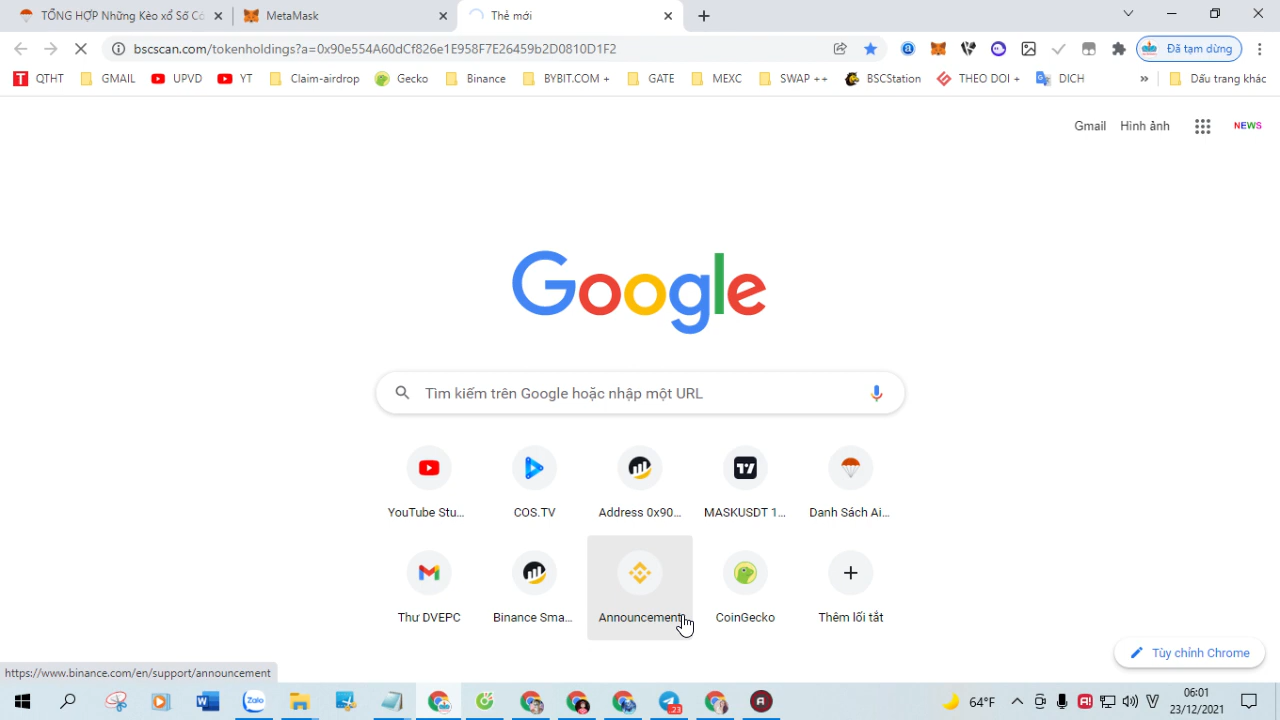 TỔNG HỢP Những Kèo xổ Số Có
MetaMask
Thẻ mới
bscscan.com/tokenholdings?a=0x90e554A60dCf826e1E958F7E26459b2D0810D1F2
Đã tạm dừng
QTHT
GMAIL
UPVD
YT
Claim-airdrop
Gecko
Binance
BYBIT.COM +
GATE
MEXC
SWAP ++
BSCStation
THEO DOI +
DICH
»
Dấu trang khác
Gmail
Hình ảnh
NEWS
Google
Tìm kiếm trên Google hoặc nhập một URL
YouTube Stu...
COS.TV
Address 0x90...
MASKUSDT 1...
Danh Sách Ai...
Thư DVEPC
Binance Sma...
Announcement
CoinGecko
Thêm lối tắt
Tùy chỉnh Chrome
https://www.binance.com/en/support/announcement
Zalo
23
64°F
06:01
23/12/2021